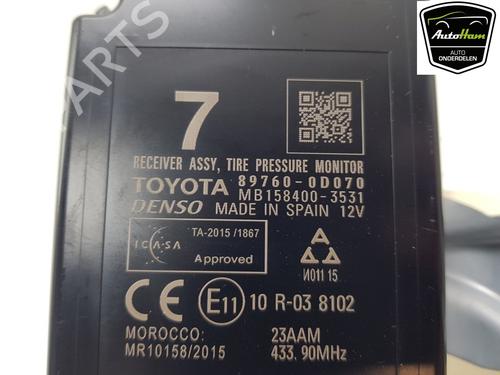 AutoHam
AUTO
ONDERDELEN
PARTS
7
RECEIVER ASSY, TIRE PRESSURE MONITOR
TOYOTA 89760-0D070
MB158400-3531
DENSO MADE IN SPAIN 12V
TA-2015/1867
ICASA
Approved
И011 15
CE E11 10 R-03 8102
MOROCCO: 23AAM
MR10158/2015 433.90MHz